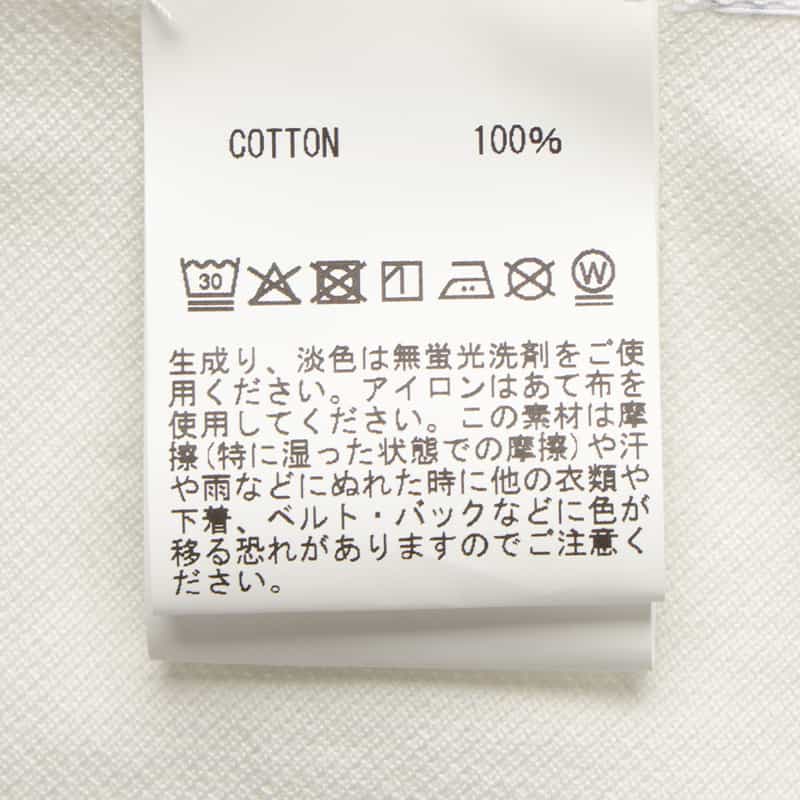 COTTON 100%
30 W
生成り、淡色は無蛍光洗剤をご使
用ください。アイロンはあて布を
使用してください。この素材は摩
擦(特に湿った状態での摩擦)や汗
や雨などにぬれた時に他の衣類や
下着、ベルト・バックなどに色が
移る恐れがありますのでご注意く
ださい。